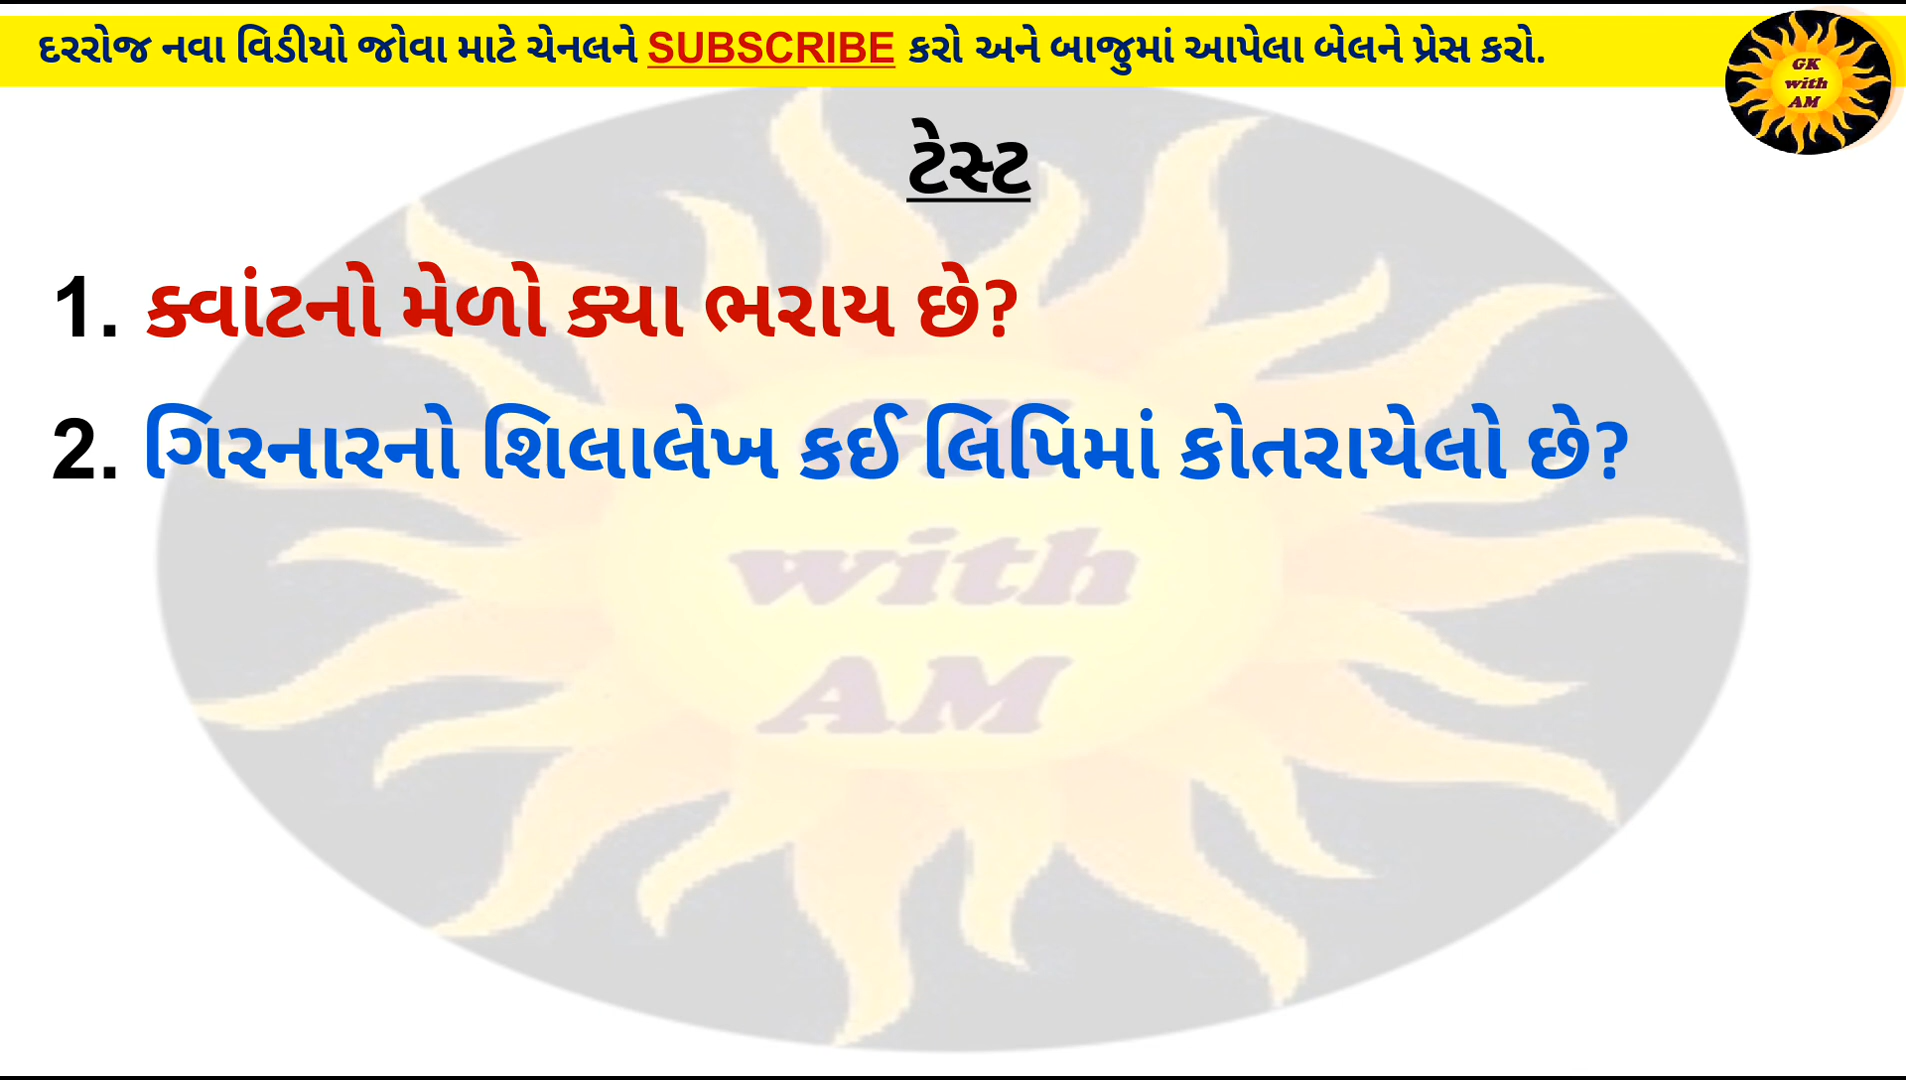 દરરોજ નવા વિડીયો જોવા માટે ચેનલને SUBSCRIBE કરો અને બાજુમાં આપેલા બેલને પ્રેસ કરો.
GK
with
AM
ટેસ્ટ
1. ક્વાંટનો મેળો ક્યા ભરાય છે?
2. ગિરનારનો શિલાલેખ કઈ લિપિમાં કોતરાયેલો છે?
GK
with
AM